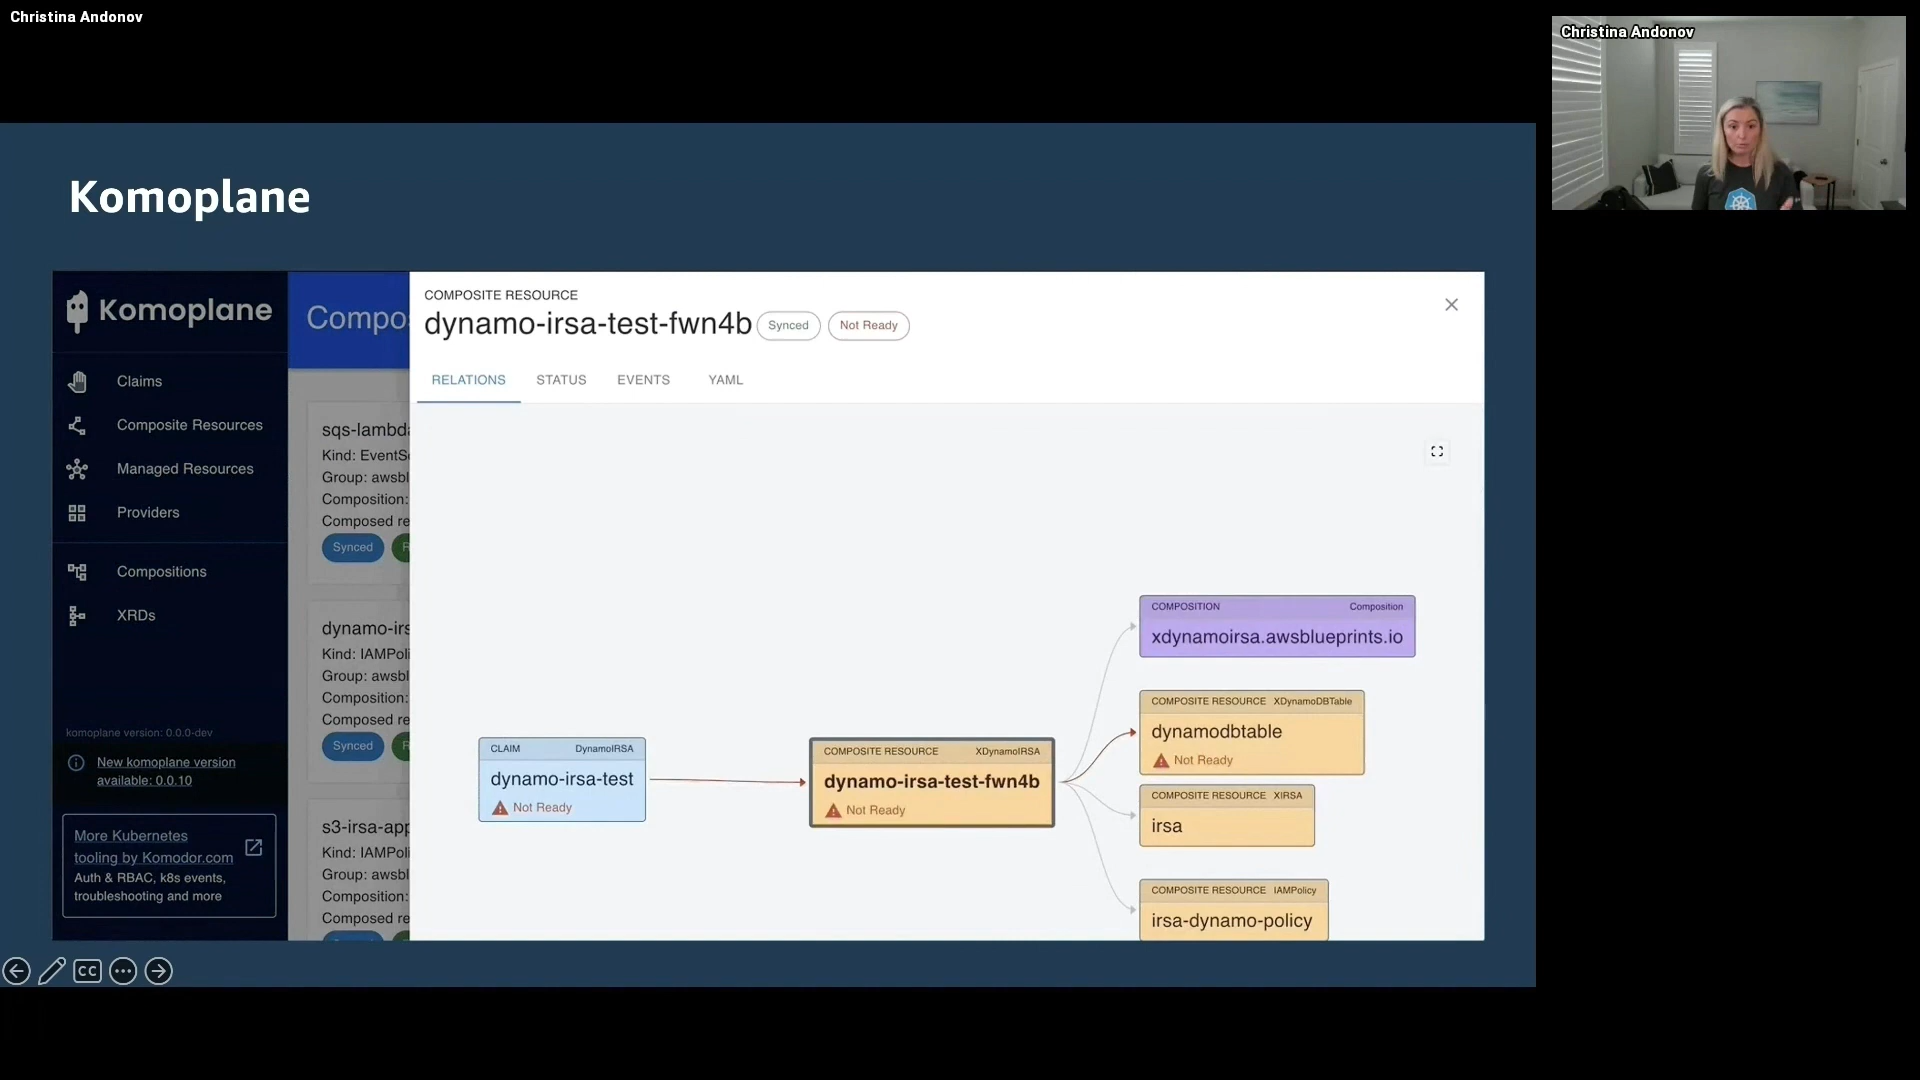 Christina Andonov
Christina Andonov
Komoplane
Komoplane
Claims
Composite Resources
Managed Resources
Providers
Compositions
XRDs
komoplane version: 0.0.0-dev
New komoplane version
available: 0.0.10
More Kubernetes
tooling by Komodor.com
Auth & RBAC, k8s events,
troubleshooting and more
Compo
sqs-lambda
Kind: EventSo
Group: awsbl
Composition:
Composed re
Synced
R
dynamo-irs
Kind: IAMPoli
Group: awsbl
Composition:
Composed re
Synced
R
s3-irsa-app
Kind: IAMPoli
Group: awsbl
Composition:
Composed re
COMPOSITE RESOURCE
dynamo-irsa-test-fwn4b Synced Not Ready
RELATIONS STATUS EVENTS YAML
CLAIM DynamoIRSA
dynamo-irsa-test
Not Ready
COMPOSITE RESOURCE XDynamoIRSA
dynamo-irsa-test-fwn4b
Not Ready
COMPOSITION Composition
xdynamoirsa.awsblueprints.io
COMPOSITE RESOURCE XDynamoDBTable
dynamodbtable
Not Ready
COMPOSITE RESOURCE XIRSA
irsa
COMPOSITE RESOURCE IAMPolicy
irsa-dynamo-policy
CC